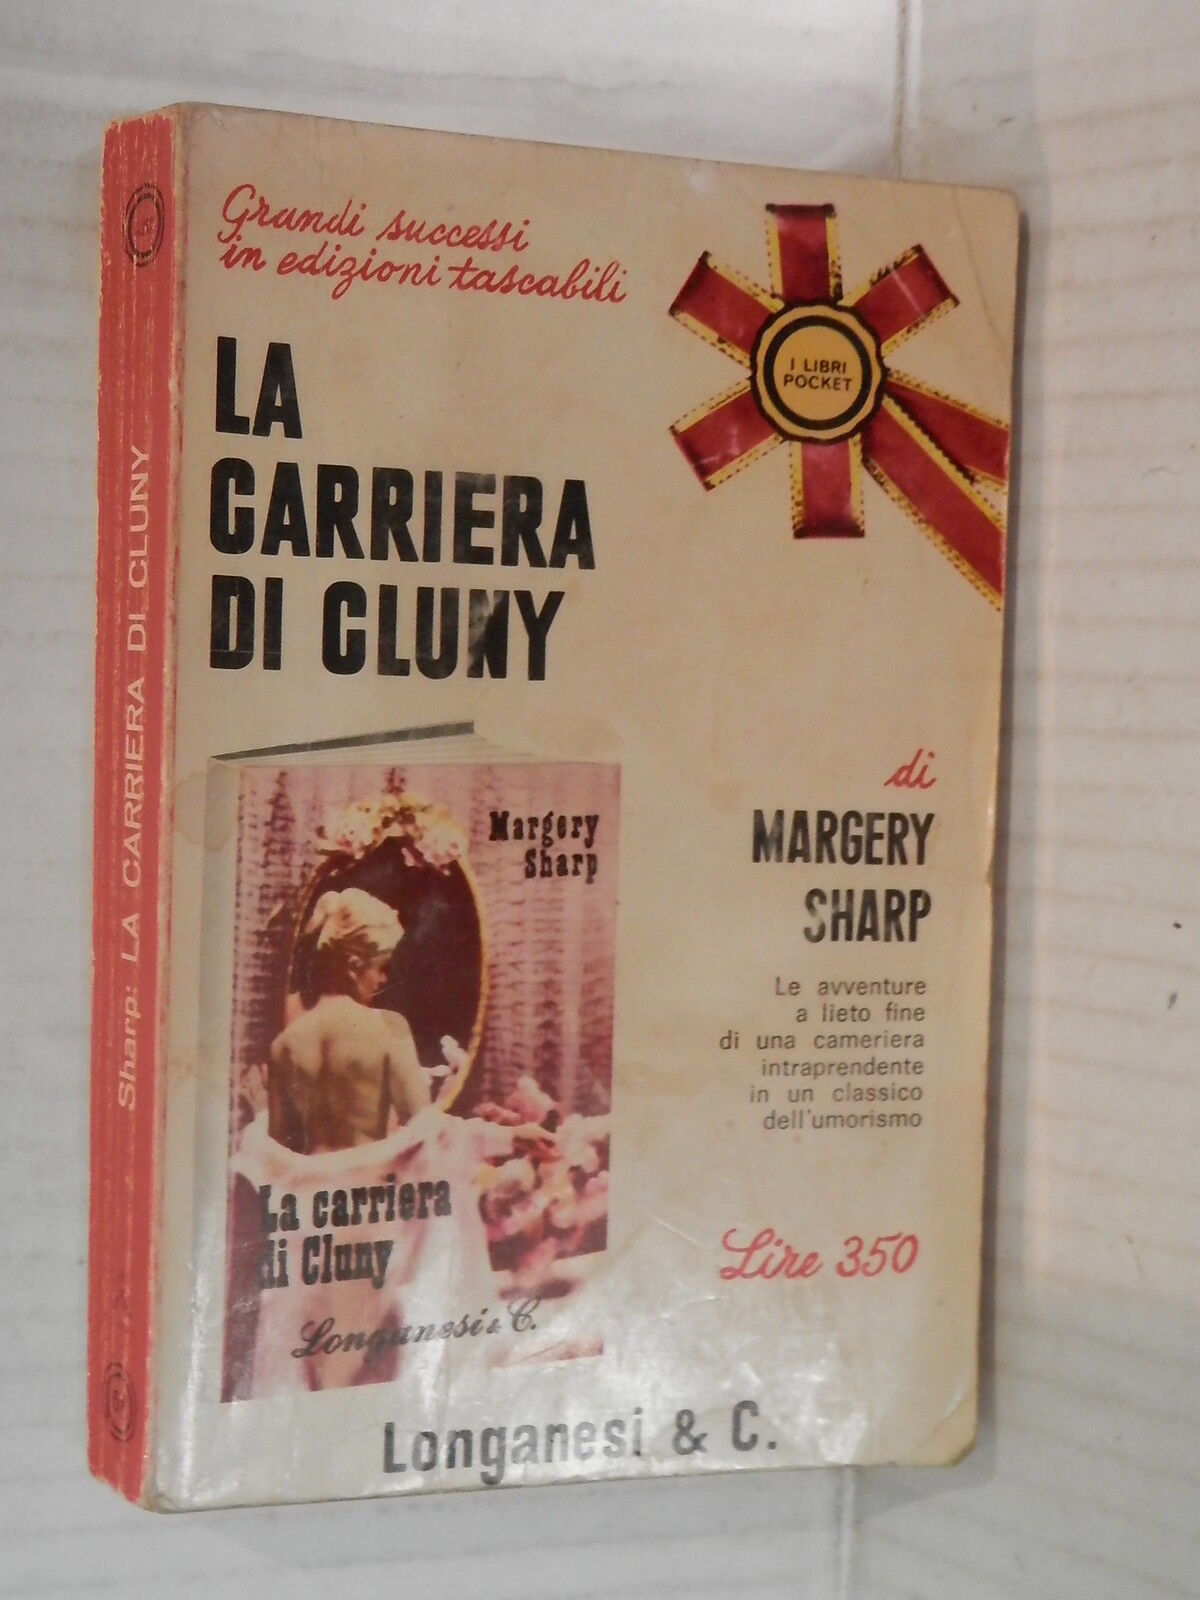 Grandi successi
in edizioni tascabili
I LIBRI
POCKET
LA
CARRIERA
DI CLUNY
di
MARGERY
SHARP
Le avventure
a lieto fine
di una cameriera
intraprendente
in un classico
dell'umorismo
Lire 350
Margery
Sharp
La carriera
di Cluny
Longanesi & C.
Longanesi & C.
Sharp: LA CARRIERA DI CLUNY